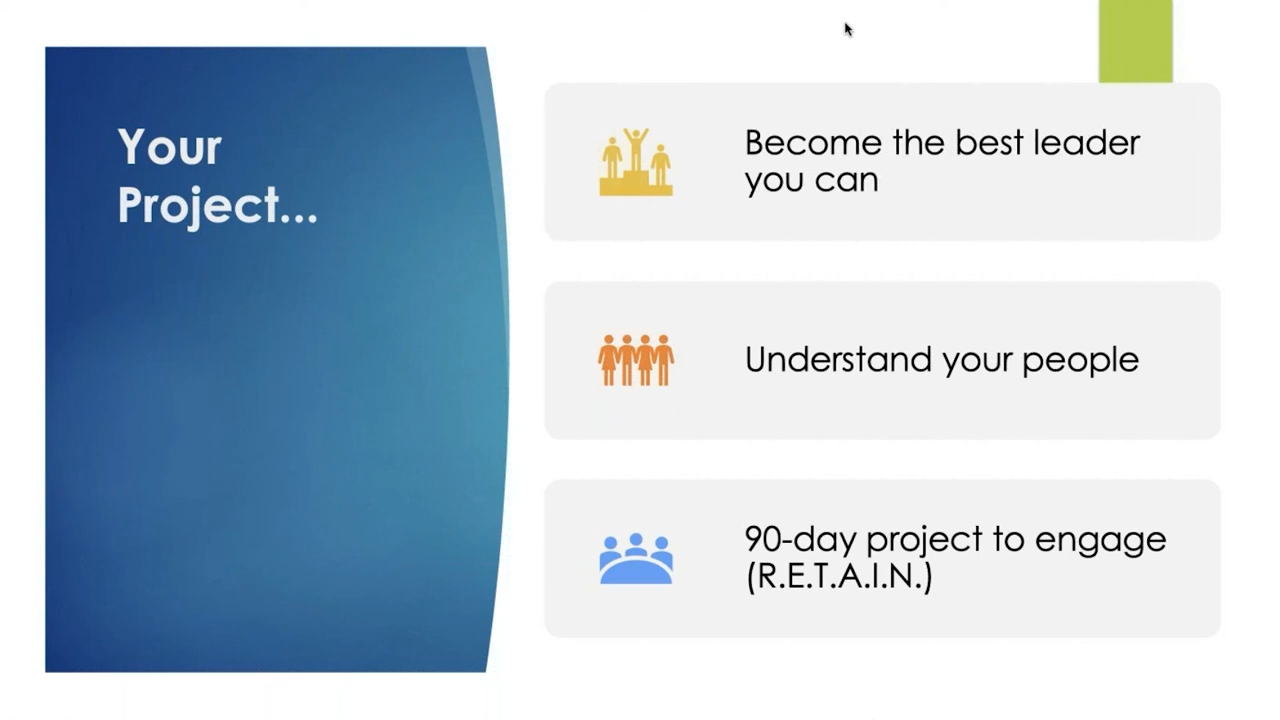 Your
Project...
Become the best leader
you can
Understand your people
90-day project to engage
(R.E.T.A.I.N.)